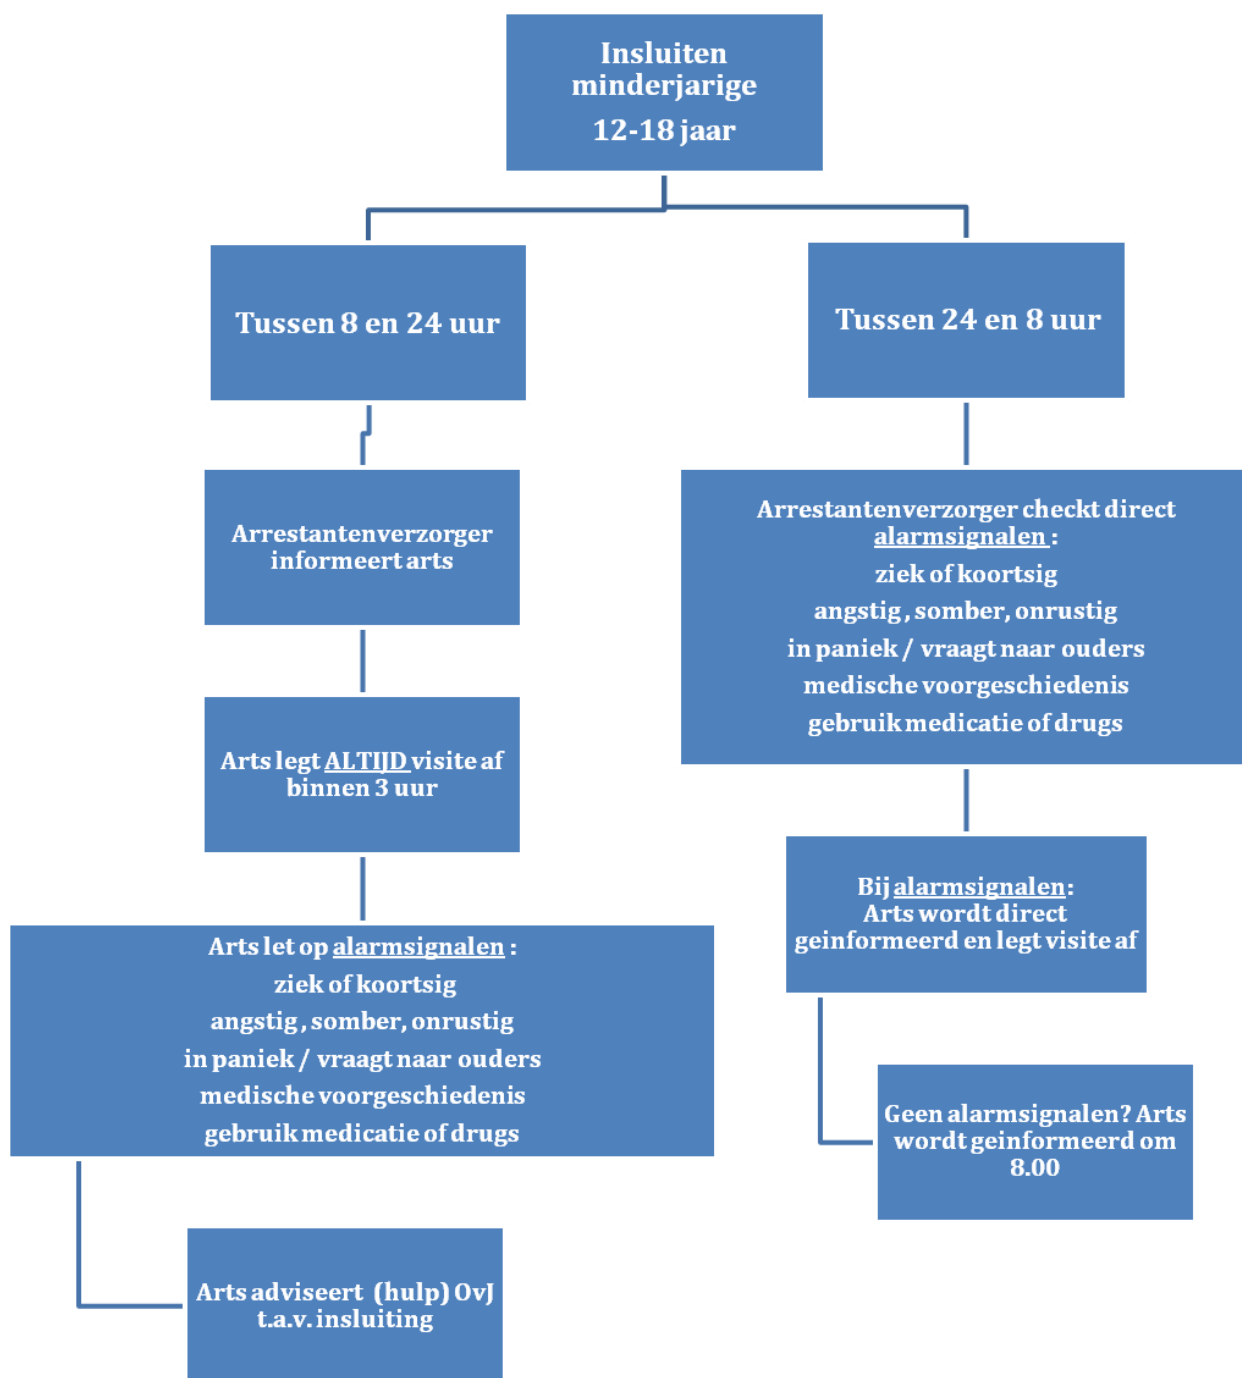 Insluiten
minderjarige
12-18 jaar
Tussen 8 en 24 uur
Arrestantenverzorger
informeert arts
Arts legt ALTIJD visite af
binnen 3 uur
Arts let op alarmsignalen :
ziek of koortsig
angstig , somber, onrustig
in paniek / vraagt naar ouders
medische voorgeschiedenis
gebruik medicatie of drugs
Arts adviseert (hulp) OvJ
t.a.v. insluiting
Tussen 24 en 8 uur
Arrestantenverzorger checkt direct
alarmsignalen :
ziek of koortsig
angstig , somber, onrustig
in paniek / vraagt naar ouders
medische voorgeschiedenis
gebruik medicatie of drugs
Bij alarmsignalen:
Arts wordt direct
geinformeerd en legt visite af
Geen alarmsignalen? Arts
wordt geinformeerd om
8.00